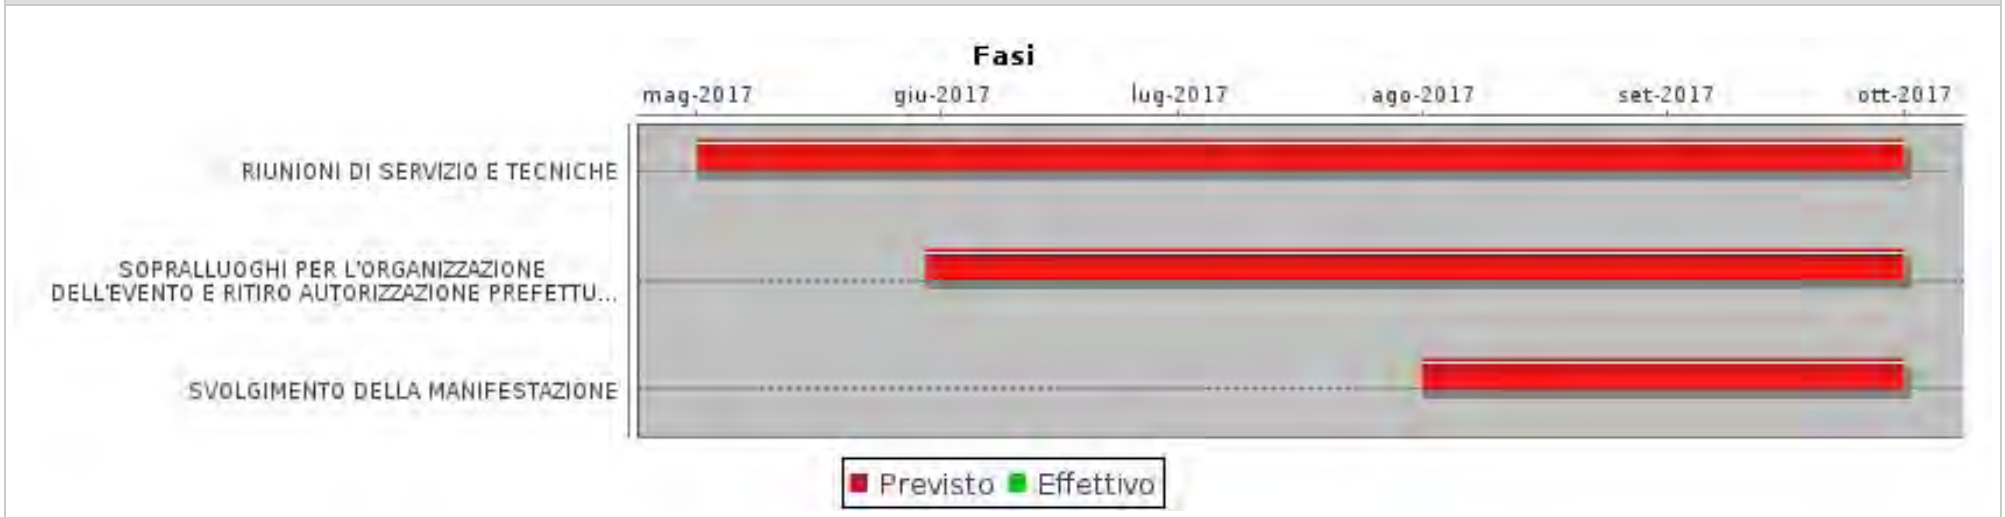 Fasi
mag-2017 giu-2017 lug-2017 ago-2017 set-2017 ott-2017
RIUNIONI DI SERVIZIO E TECNICHE
SOPRALLUOGHI PER L'ORGANIZZAZIONE
DELL'EVENTO E RITIRO AUTORIZZAZIONE PREFETTU...
SVOLGIMENTO DELLA MANIFESTAZIONE
Previsto Effettivo